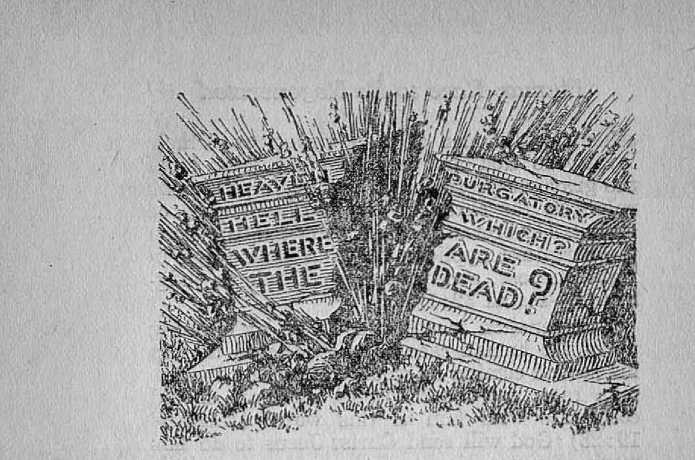 HEAVEN
HELL
WHERE
THE
PURGATORY
WHICH?
ARE
DEAD?